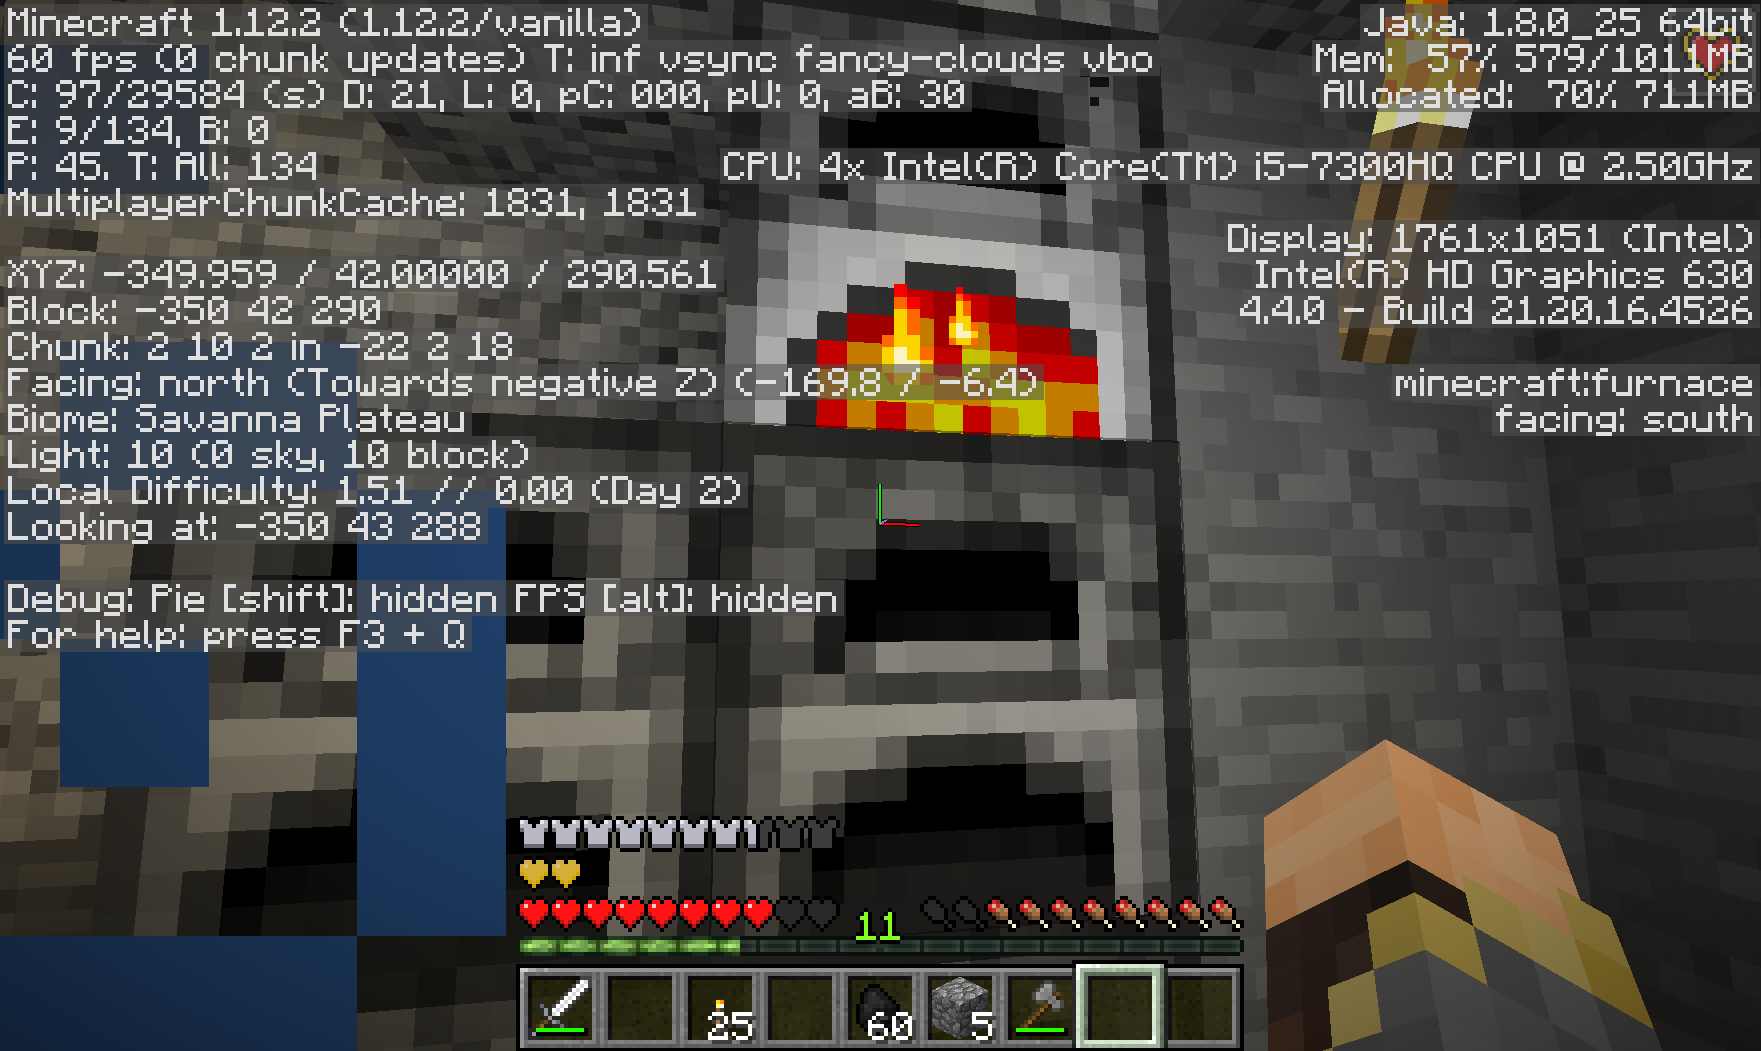 Minecraft 1.12.2 (1.12.2/vanilla)
60 fps (0 chunk updates) T: inf vsync fancy-clouds vbo
C: 97/29584 (s) D: 21, L: 0, pC: 000, pU: 0, aB: 30
E: 9/134, B: 0
P: 45. T: All: 134
MultiplayerChunkCache: 1831, 1831
XYZ: -349.959 / 42.00000 / 290.561
Block: -350 42 290
Chunk: 2 10 2 in -22 2 18
Facing: north (Towards negative Z) (-169.8 / -6.4)
Biome: Savanna Plateau
Light: 10 (0 sky, 10 block)
Local Difficulty: 1.51 // 0.00 (Day 2)
Looking at: -350 43 288
Debug: Pie [shift]: hidden FPS [alt]: hidden
For help: press F3 + Q
Java: 1.8.0_25 64bit
Mem: 57% 579/1011MB
Allocated: 70% 711MB
CPU: 4x Intel(R) Core(TM) i5-7300HQ CPU @ 2.50GHz
Display: 1761x1051 (Intel)
Intel(R) HD Graphics 630
4.4.0 - Build 21.20.16.4526
minecraft:furnace
facing: south
11
25
60
5